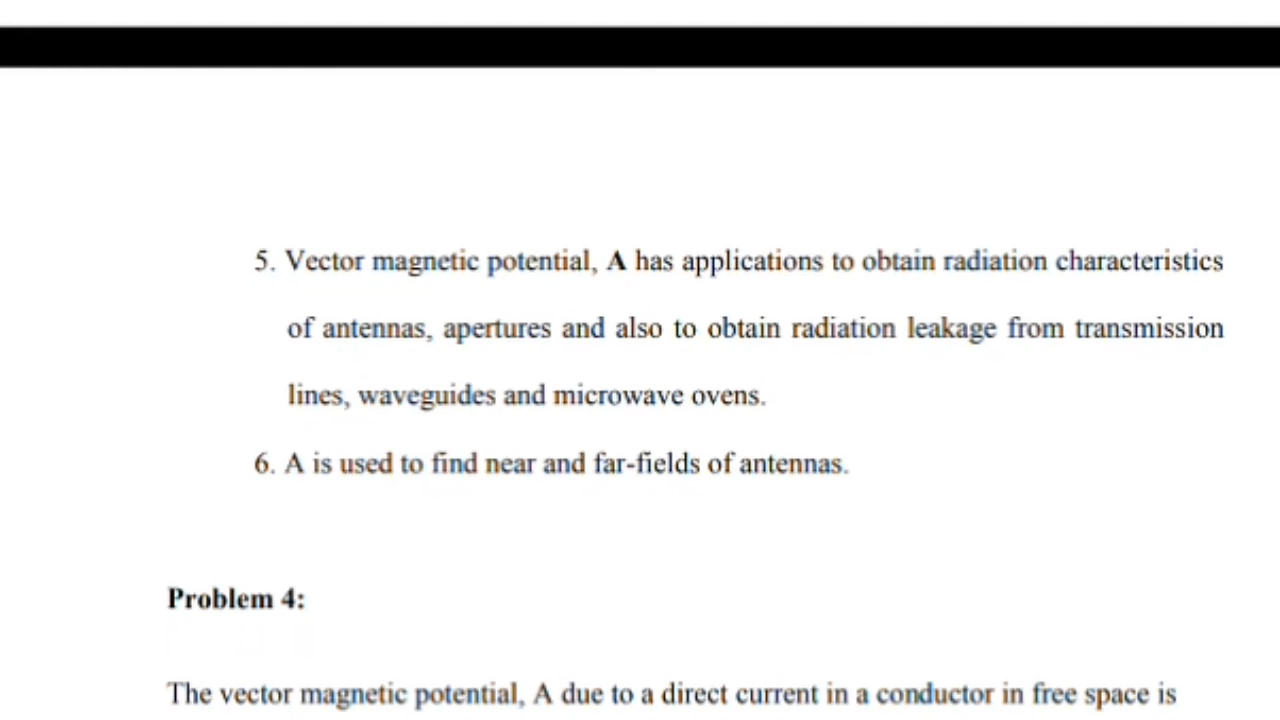 5. Vector magnetic potential, A has applications to obtain radiation characteristics
of antennas, apertures and also to obtain radiation leakage from transmission
lines, waveguides and microwave ovens.
6. A is used to find near and far-fields of antennas.
Problem 4:
The vector magnetic potential, A due to a direct current in a conductor in free space is